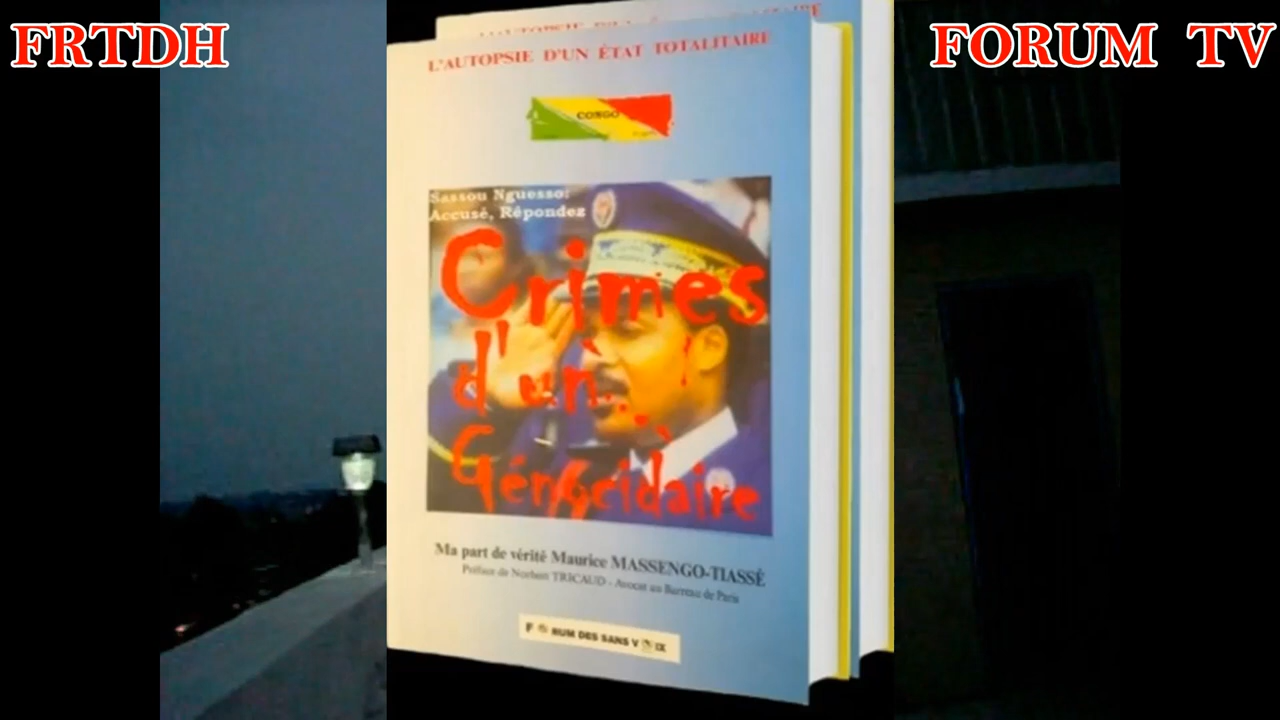 FRTDH
FORUM TV
L'AUTOPSIE D'UN ÉTAT TOTALITAIRE
CONGO
Sassou Nguesso:
Accusé, Répondez
Crimes
d'un...
Génocidaire
Ma part de vérité Maurice MASSENGO-TIASSÉ
Préface de Norbert TRICAUD - Avocat au Barreau de Paris
FORUM DES SANS VOIX